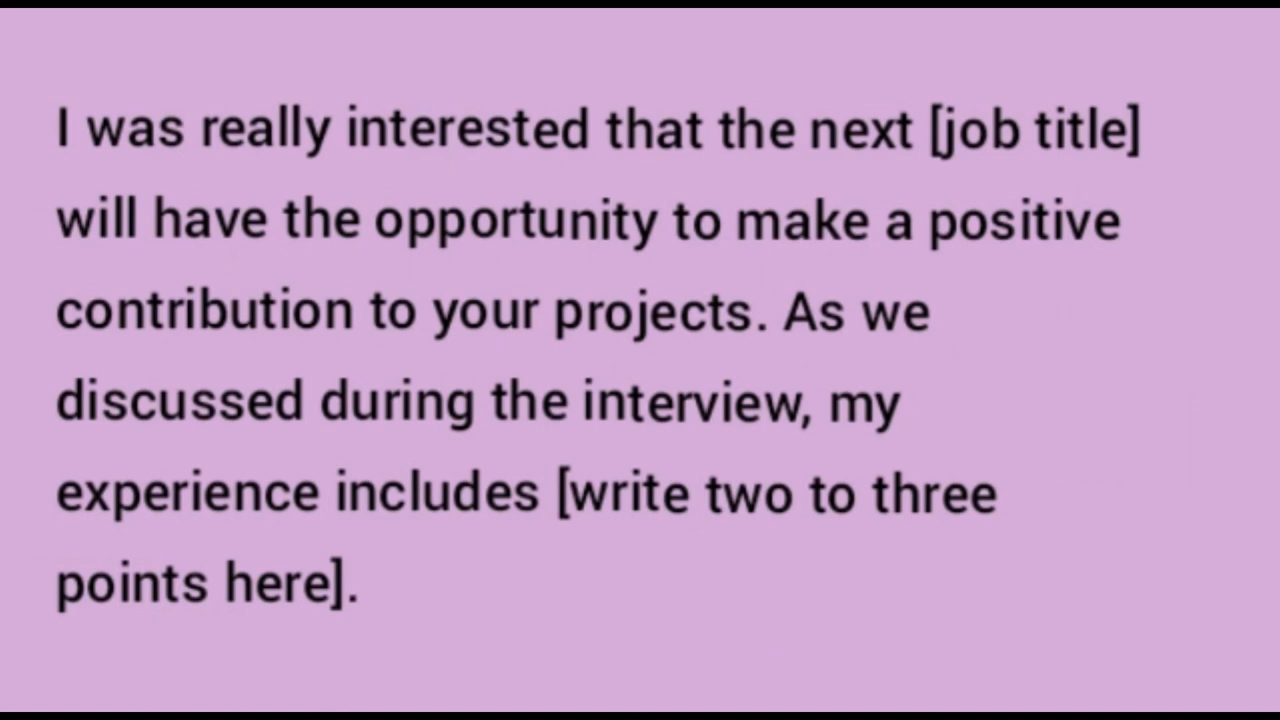 I was really interested that the next [job title]
will have the opportunity to make a positive
contribution to your projects. As we
discussed during the interview, my
experience includes [write two to three
points here].